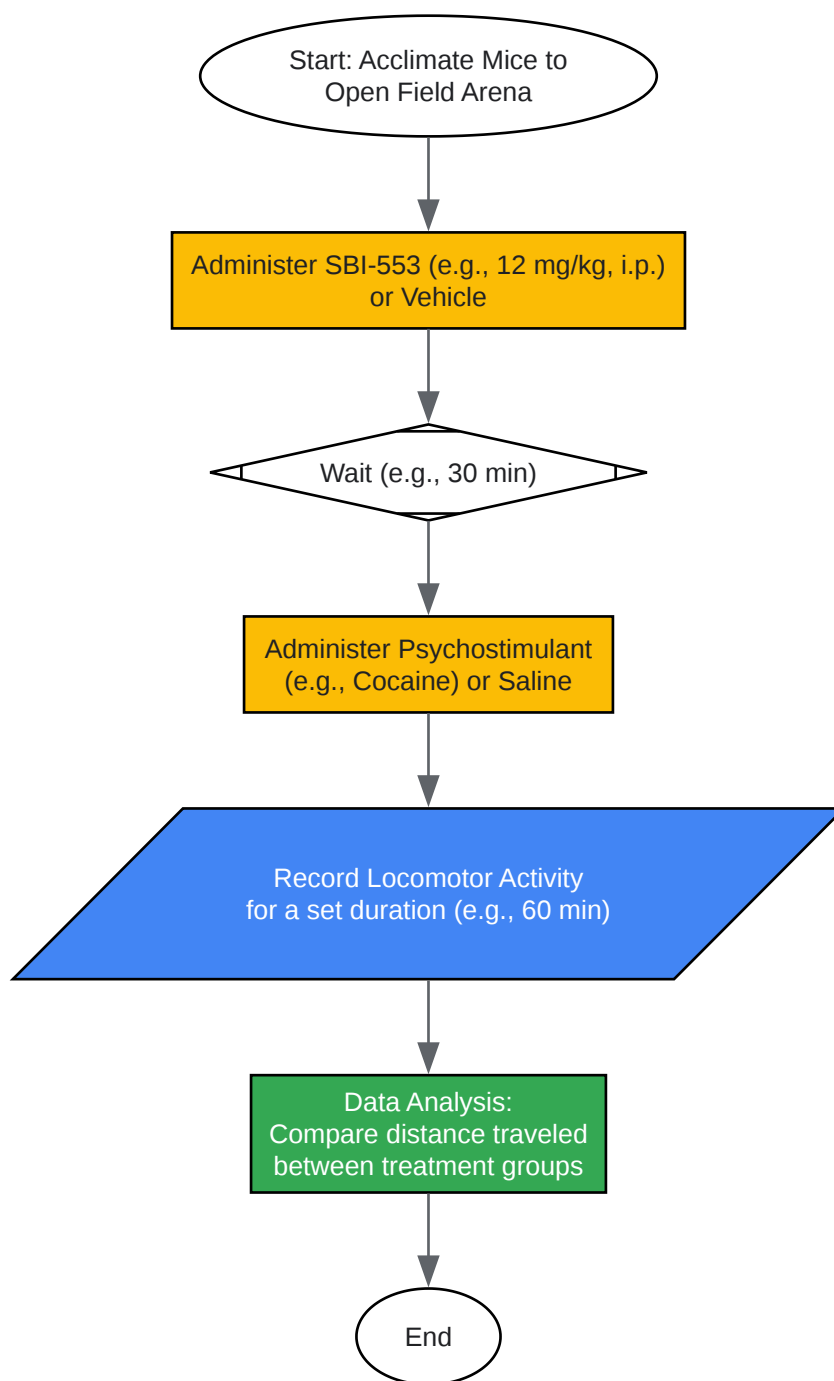 Start: Acclimate Mice to
Open Field Arena
Administer SBI-553 (e.g., 12 mg/kg, i.p.)
or Vehicle
Wait (e.g., 30 min)
Administer Psychostimulant
(e.g., Cocaine) or Saline
Record Locomotor Activity
for a set duration (e.g., 60 min)
Data Analysis:
Compare distance traveled
between treatment groups
End